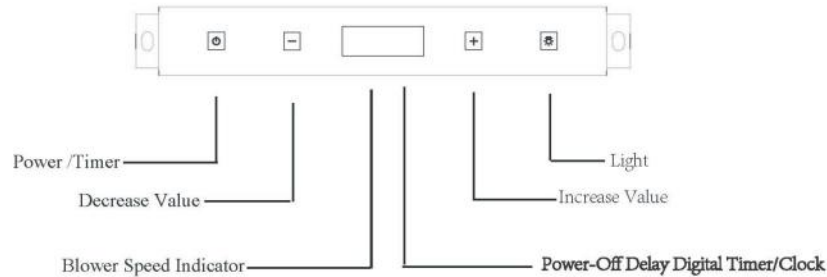 Power /Timer
Light
Decrease Value
Increase Value
Blower Speed Indicator
Power-Off Delay Digital Timer/Clock